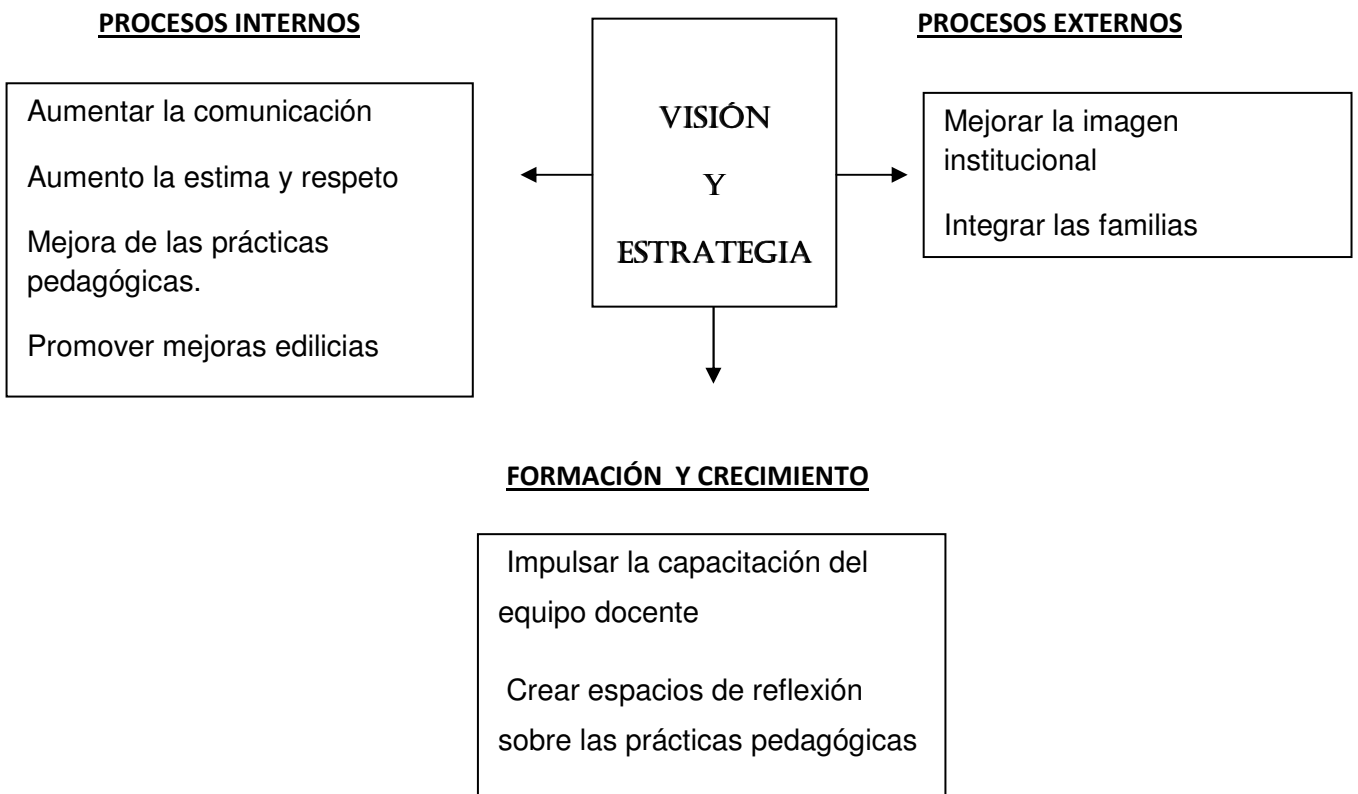 PROCESOS INTERNOS
Aumentar la comunicación
Aumento la estima y respeto
Mejora de las prácticas
pedagógicas.
Promover mejoras edilicias
VISIÓN
Y
ESTRATEGIA
PROCESOS EXTERNOS
Mejorar la imagen
institucional
Integrar las familias
FORMACIÓN Y CRECIMIENTO
Impulsar la capacitación del
equipo docente
Crear espacios de reflexión
sobre las prácticas pedagógicas